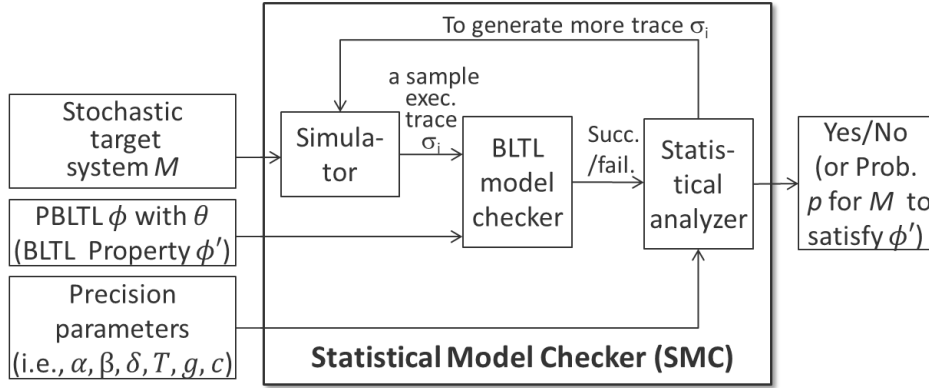 To generate more trace σi
a sample
exec.
trace
σi
Stochastic
target
system M
Simula-
tor
BLTL
model
checker
Succ.
/fail.
Statis-
tical
analyzer
Yes/No
(or Prob.
p for M to
satisfy ϕ′)
PBLTL ϕ with θ
(BLTL Property ϕ′)
Precision
parameters
(i.e., α, β, δ, T, g, c)
Statistical Model Checker (SMC)